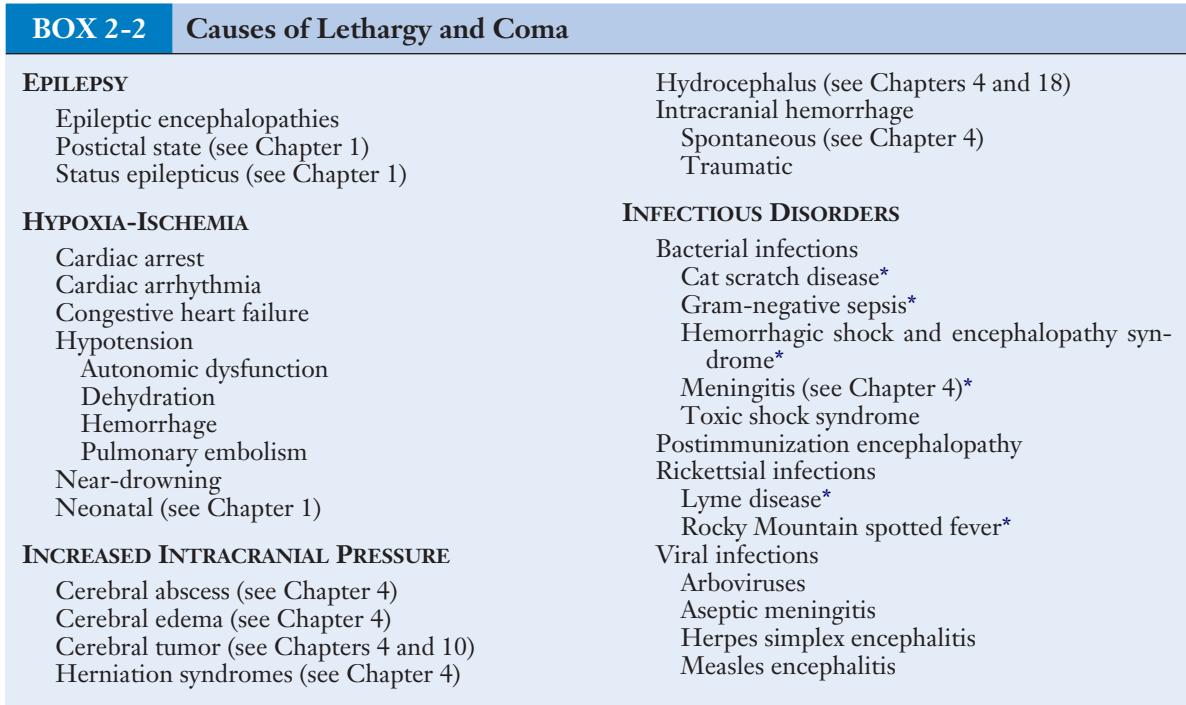 BOX 2-2 Causes of Lethargy and Coma
EPILEPSY
Epileptic encephalopathies
Postictal state (see Chapter 1)
Status epilepticus (see Chapter 1)
HYPOXIA-ISCHEMIA
Cardiac arrest
Cardiac arrhythmia
Congestive heart failure
Hypotension
Autonomic dysfunction
Dehydration
Hemorrhage
Pulmonary embolism
Near-drowning
Neonatal (see Chapter 1)
INCREASED INTRACRANIAL PRESSURE
Cerebral abscess (see Chapter 4)
Cerebral edema (see Chapter 4)
Cerebral tumor (see Chapters 4 and 10)
Herniation syndromes (see Chapter 4)
Hydrocephalus (see Chapters 4 and 18)
Intracranial hemorrhage
Spontaneous (see Chapter 4)
Traumatic
INFECTIOUS DISORDERS
Bacterial infections
Cat scratch disease*
Gram-negative sepsis*
Hemorrhagic shock and encephalopathy syn-
drome*
Meningitis (see Chapter 4)*
Toxic shock syndrome
Postimmunization encephalopathy
Rickettsial infections
Lyme disease*
Rocky Mountain spotted fever*
Viral infections
Arboviruses
Aseptic meningitis
Herpes simplex encephalitis
Measles encephalitis